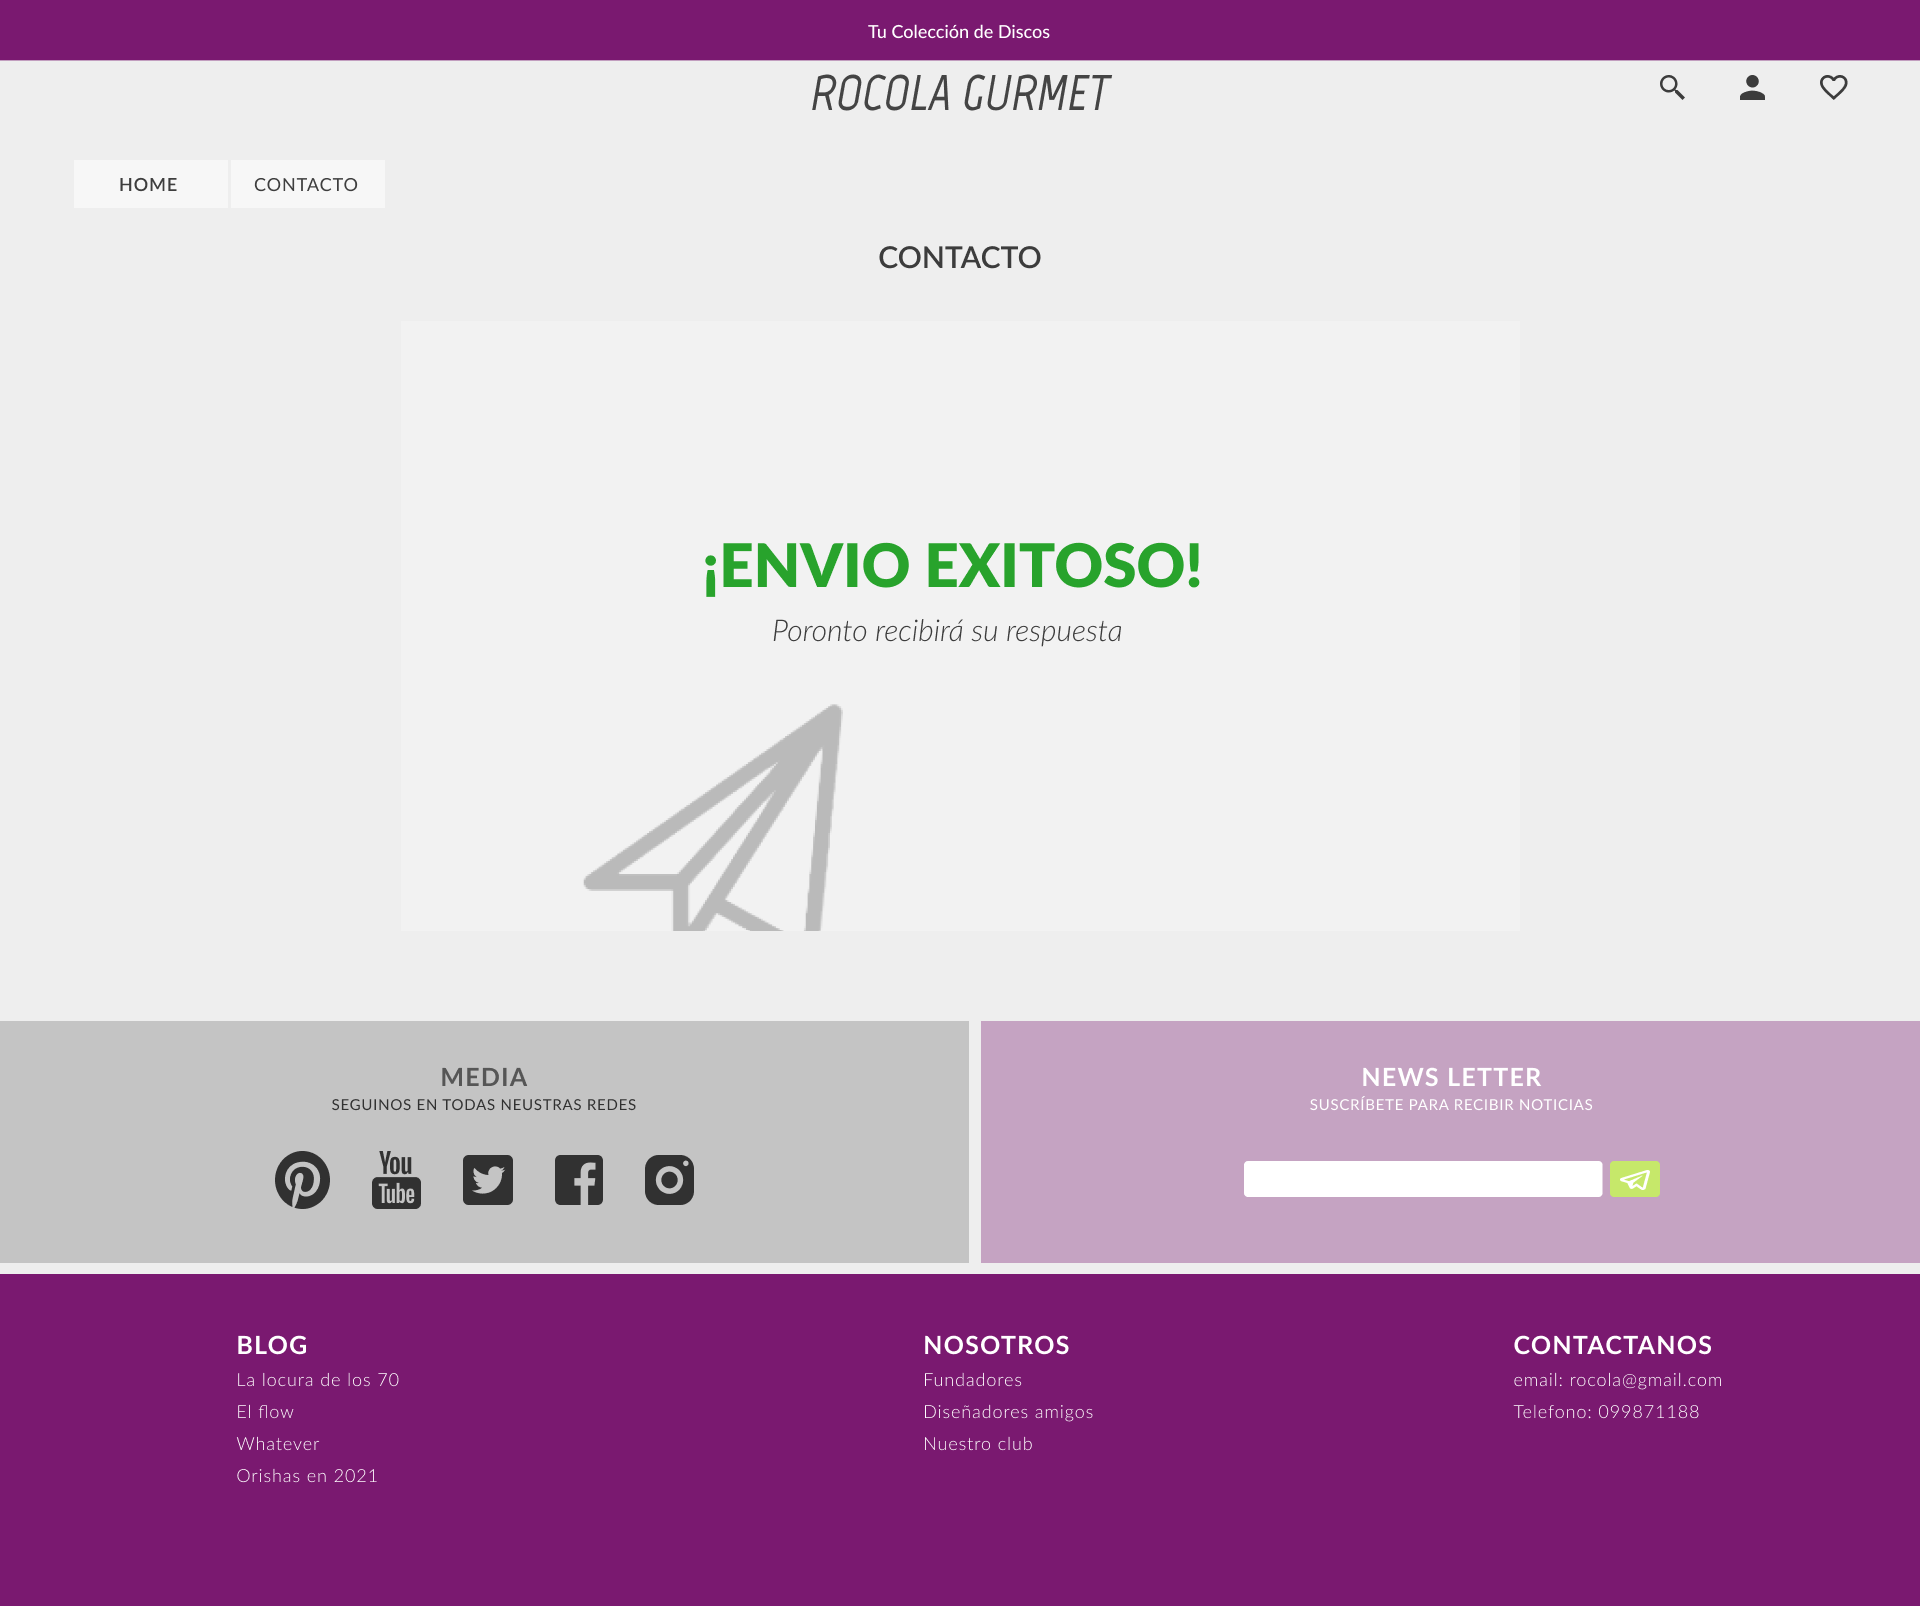 Tu Colección de Discos
ROCOLA GURMET
HOME
CONTACTO
CONTACTO
¡ENVIO EXITOSO!
Poronto recibirá su respuesta
MEDIA
SEGUINOS EN TODAS NEUSTRAS REDES
You
Tube
NEWS LETTER
SUSCRÍBETE PARA RECIBIR NOTICIAS
BLOG
La locura de los 70
El flow
Whatever
Orishas en 2021
NOSOTROS
Fundadores
Diseñadores amigos
Nuestro club
CONTACTANOS
email: rocola@gmail.com
Telefono: 099871188